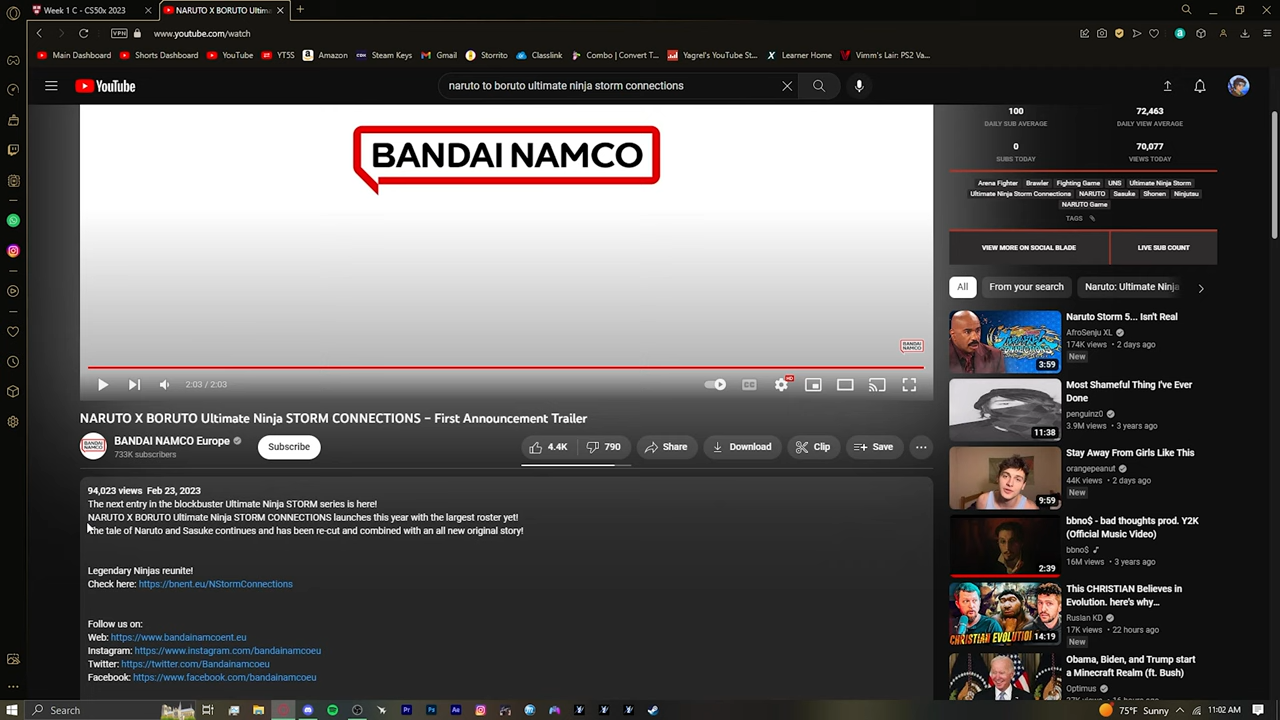 Week 1 C - CS50x 2023
NARUTO X BORUTO Ultim
VPN
www.youtube.com/watch
Main Dashboard
Shorts Dashboard
YouTube
YT5S
Amazon
Steam Keys
Gmail
Storrito
Classlink
Combo | Convert T...
Yagrel's YouTube St...
Learner Home
Vimm's Lair: PS2 Va...
YouTube
naruto to boruto ultimate ninja storm connections
BANDAI NAMCO
BANDAI
NAMCO
2:03 / 2:03
CC
HD
NARUTO X BORUTO Ultimate Ninja STORM CONNECTIONS – First Announcement Trailer
BANDAI NAMCO Europe
733K subscribers
Subscribe
4.4K
790
Share
Download
Clip
Save
94,023 views Feb 23, 2023
The next entry in the blockbuster Ultimate Ninja STORM series is here!
NARUTO X BORUTO Ultimate Ninja STORM CONNECTIONS launches this year with the largest roster yet!
The tale of Naruto and Sasuke continues and has been re-cut and combined with an all new original story!
Legendary Ninjas reunite!
Check here: https://bnent.eu/NStormConnections
Follow us on:
Web: https://www.bandainamcoent.eu
Instagram: https://www.instagram.com/bandainamcoeu
Twitter: https://twitter.com/Bandainamcoeu
Facebook: https://www.facebook.com/bandainamcoeu
100
DAILY SUB AVERAGE
72,463
DAILY VIEW AVERAGE
0
SUBS TODAY
70,077
VIEWS TODAY
Arena Fighter Brawler Fighting Game UNS Ultimate Ninja Storm
Ultimate Ninja Storm Connections NARUTO Sasuke Shonen Ninjutsu
NARUTO Game
TAGS
VIEW MORE ON SOCIAL BLADE
LIVE SUB COUNT
All
From your search
Naruto: Ultimate Ninja
3:59
Naruto Storm 5... Isn't Real
AfroSenju XL
174K views • 2 days ago
New
11:38
Most Shameful Thing I've Ever
Done
penguinz0
3.9M views • 3 years ago
9:59
Stay Away From Girls Like This
orangepeanut
44K views • 2 days ago
New
2:39
bbno$ - bad thoughts prod. Y2K
(Official Music Video)
bbno$
16M views • 3 years ago
CHRISTIAN EVOLUTION
14:19
This CHRISTIAN Believes in
Evolution. here's why...
Ruslan KD
17K views • 22 hours ago
New
Obama, Biden, and Trump start
a Minecraft Realm (ft. Bush)
Optimus
Search
Pr
Ps
Ae
75°F Sunny
11:02 AM